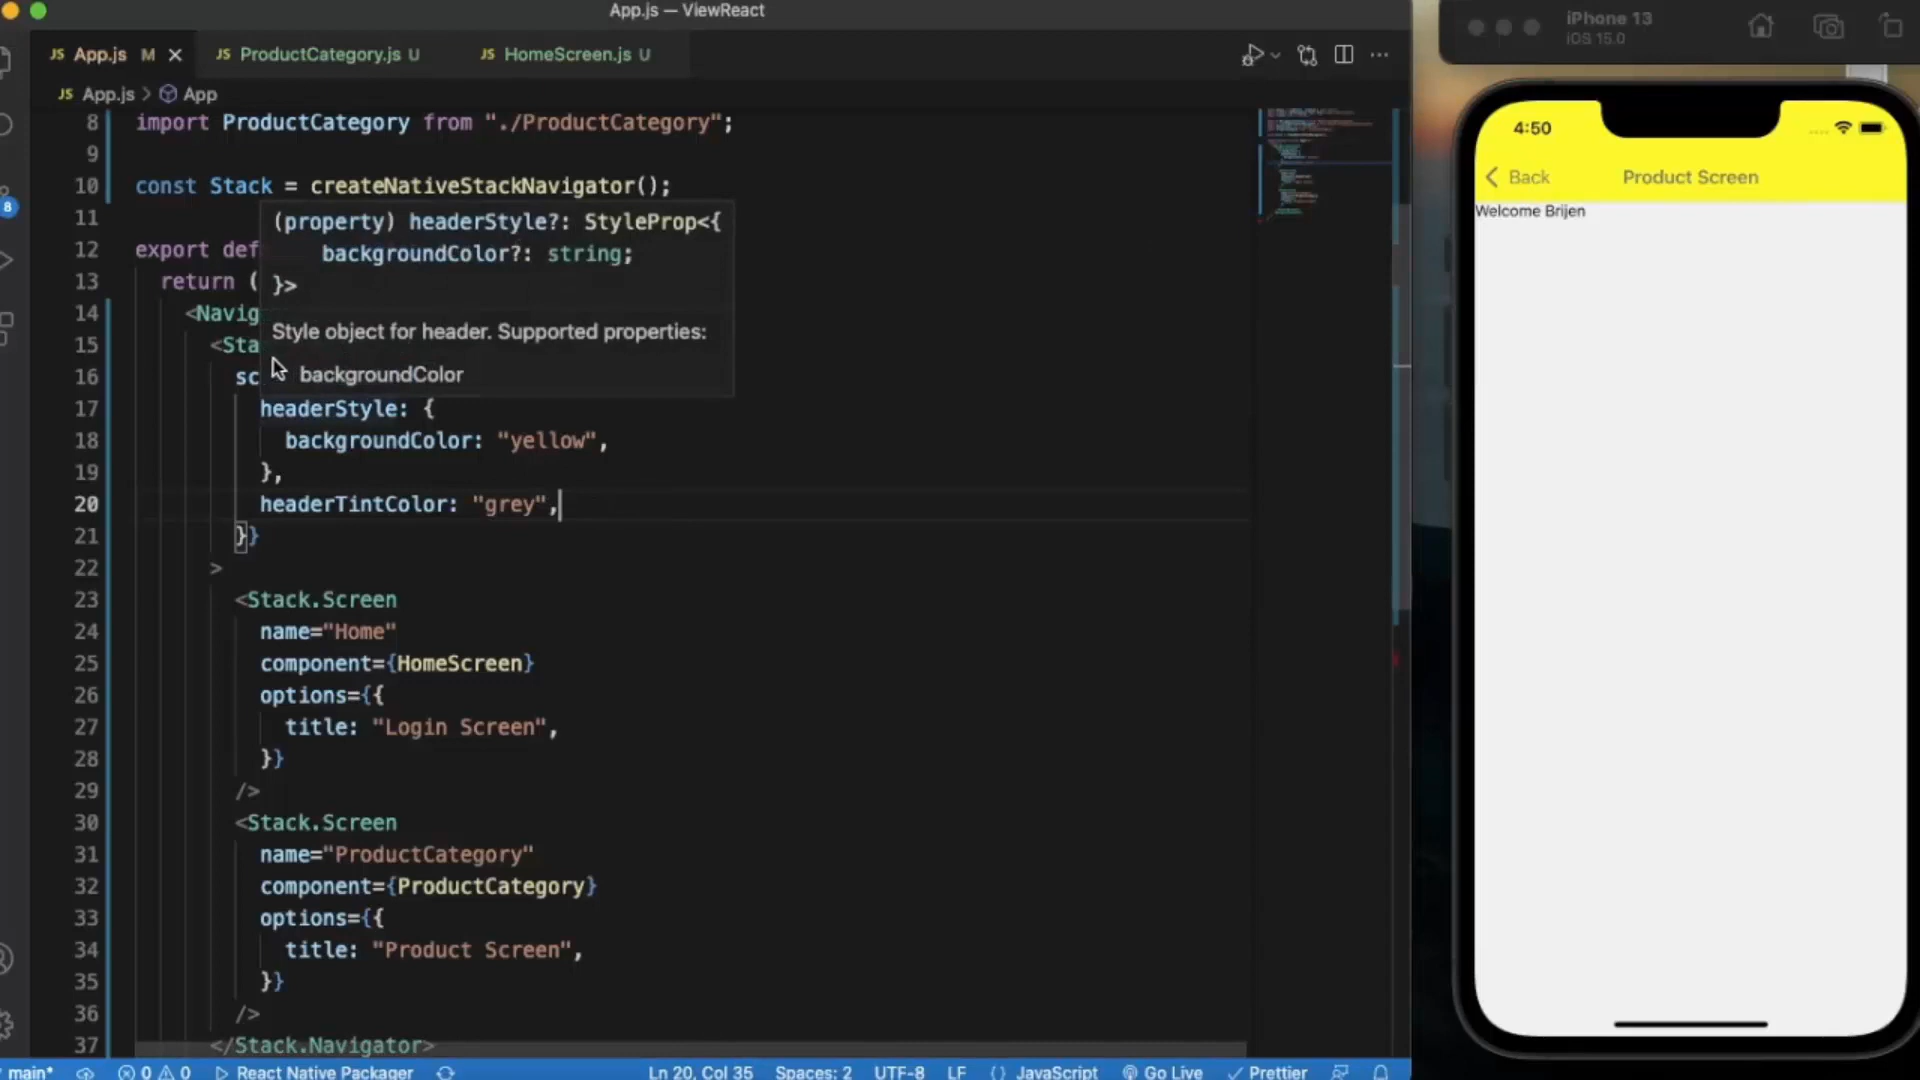 App.js — ViewReact
JS App.js M
JS ProductCategory.js U
JS HomeScreen.js U
JS App.js > App
8 import ProductCategory from "./ProductCategory";
9
10 const Stack = createNativeStackNavigator();
11
(property) headerStyle?: StyleProp<{
backgroundColor?: string;
}>
Style object for header. Supported properties:
backgroundColor
12 export def
13 return (
14 <Navig
15 <Sta
16 sc
17 headerStyle: {
18 backgroundColor: "yellow",
19 },
20 headerTintColor: "grey",
21 }}
22 >
23 <Stack.Screen
24 name="Home"
25 component={HomeScreen}
26 options={{
27 title: "Login Screen",
28 }}
29 />
30 <Stack.Screen
31 name="ProductCategory"
32 component={ProductCategory}
33 options={{
34 title: "Product Screen",
35 }}
36 />
37 </Stack.Navigator>
8
main* 0 0 React Native Packager Ln 20, Col 35 Spaces: 2 UTF-8 LF {} JavaScript Go Live Prettier
iPhone 13
iOS 15.0
4:50
Back Product Screen
Welcome Brijen